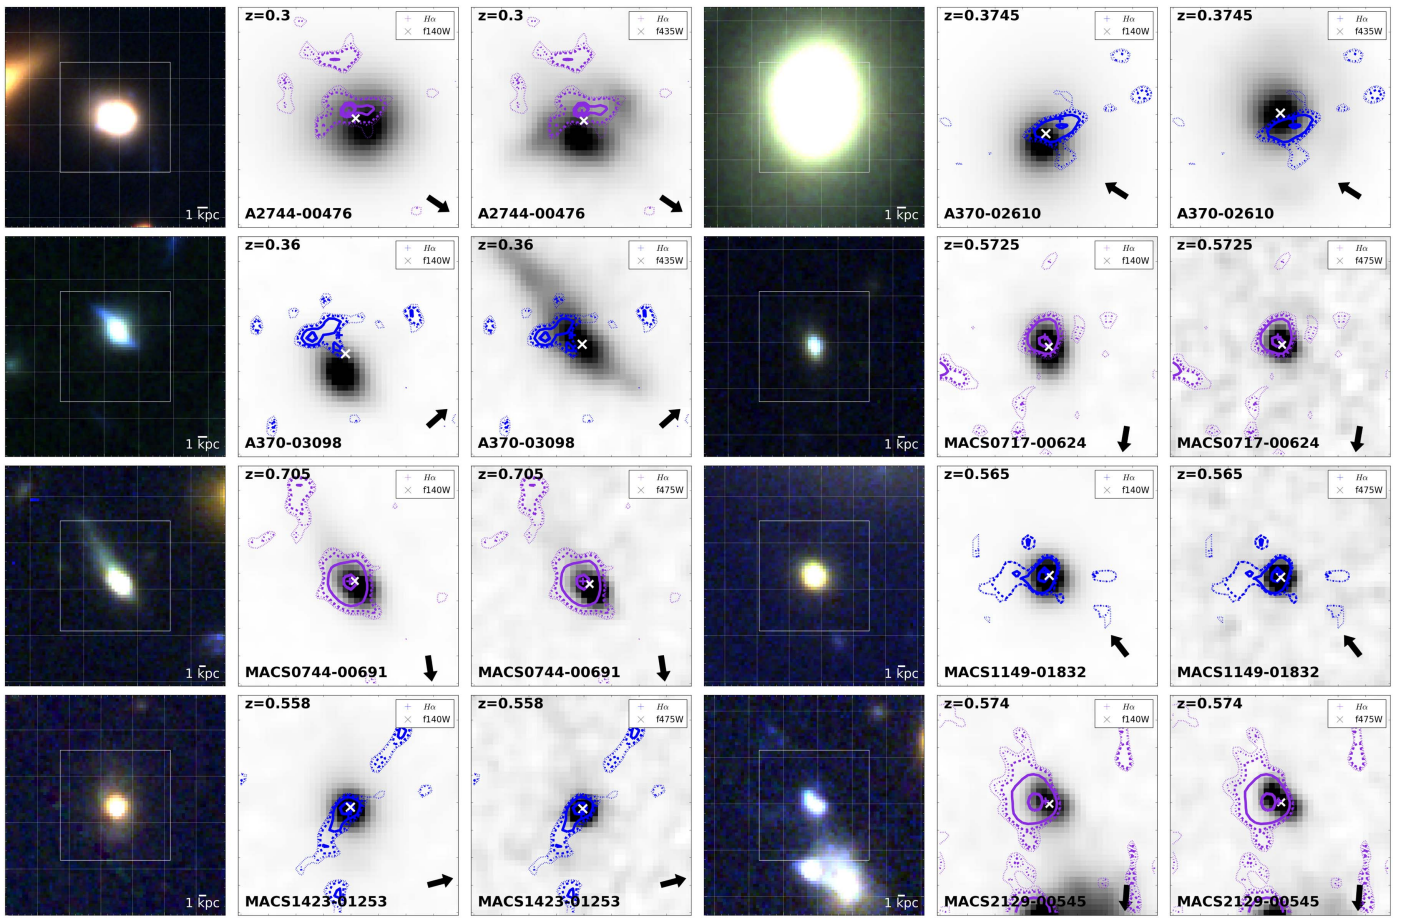 z=0.3
Hα
f140W
z=0.3
Hα
f435W
z=0.3745
Hα
f140W
z=0.3745
Hα
f435W
1 kpc
A2744-00476
A2744-00476
1 kpc
A370-02610
A370-02610
z=0.36
Hα
f140W
z=0.36
Hα
f435W
z=0.5725
Hα
f140W
z=0.5725
Hα
f475W
1 kpc
A370-03098
A370-03098
1 kpc
MACS0717-00624
MACS0717-00624
z=0.705
Hα
f140W
z=0.705
Hα
f475W
z=0.565
Hα
f140W
z=0.565
Hα
f475W
1 kpc
MACS0744-00691
MACS0744-00691
1 kpc
MACS1149-01832
MACS1149-01832
z=0.558
Hα
f140W
z=0.558
Hα
f475W
z=0.574
Hα
f140W
z=0.574
Hα
f475W
1 kpc
MACS1423-01253
MACS1423-01253
1 kpc
MACS2129-00545
MACS2129-00545